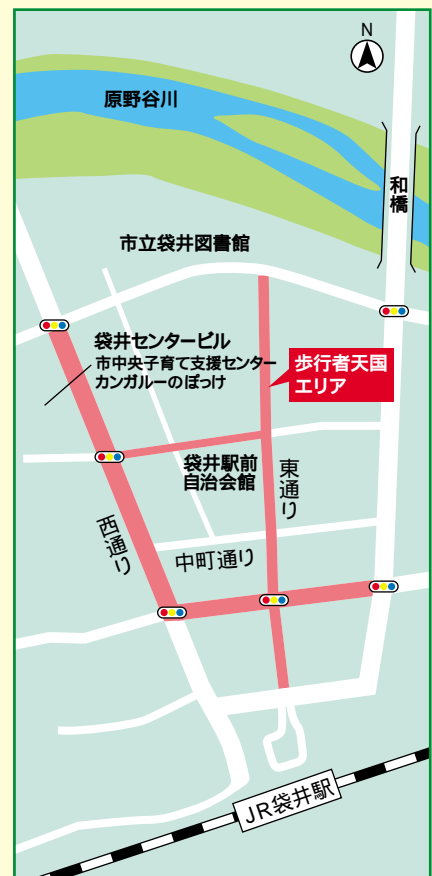 N
原野谷川
和橋
市立袋井図書館
袋井センタービル
市中央子育て支援センター
カンガルーのぽっけ
歩行者天国
エリア
袋井駅前
自治会館
東通り
西通り
中町通り
JR袋井駅